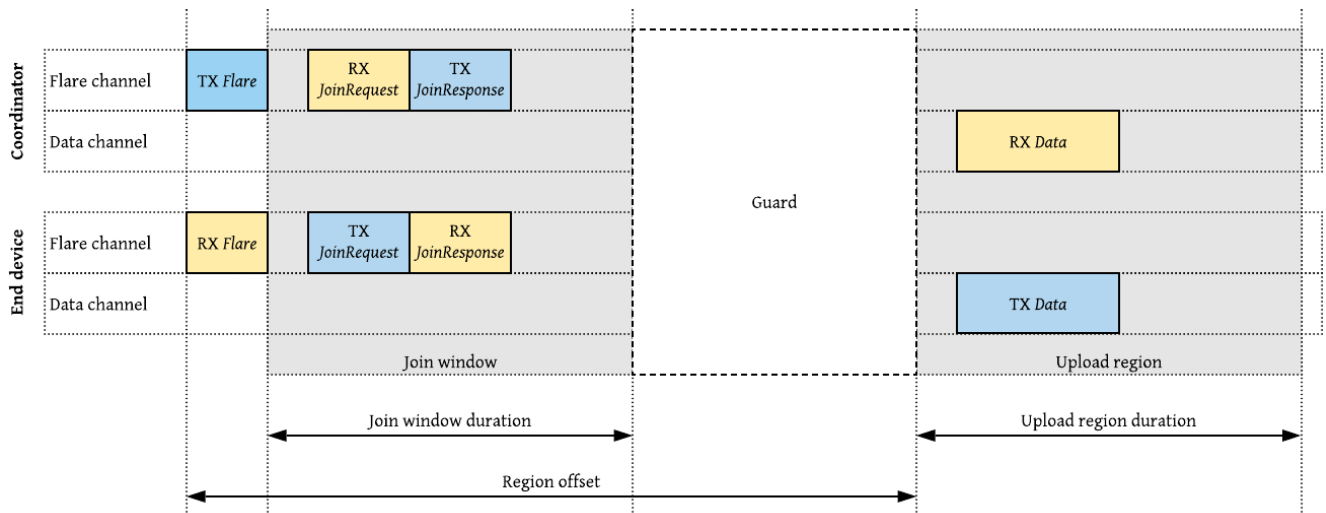 Coordinator
Flare channel
TX Flare
RX
JoinRequest
TX
JoinResponse
Data channel
RX Data
Guard
End device
Flare channel
RX Flare
TX
JoinRequest
RX
JoinResponse
Data channel
TX Data
Join window
Upload region
Join window duration
Upload region duration
Region offset